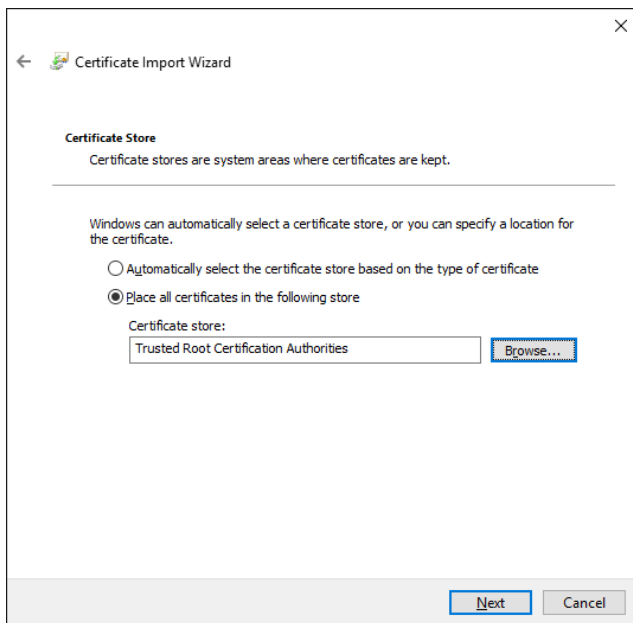 Certificate Import Wizard
Certificate Store
Certificate stores are system areas where certificates are kept.
Windows can automatically select a certificate store, or you can specify a location for
the certificate.
Automatically select the certificate store based on the type of certificate
Place all certificates in the following store
Certificate store:
Trusted Root Certification Authorities
Browse...
Next
Cancel